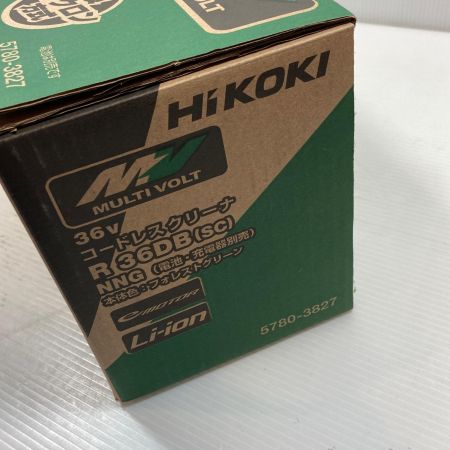 VOLT
5780-3827
HiKOKI
MV
MULTI VOLT
36V
コードレスクリーナ
R 36DB(SC)
NNG(電池・充電器別売)
本体色:フォレストグリーン
e-MOTOR
Li-ion
5780-3827